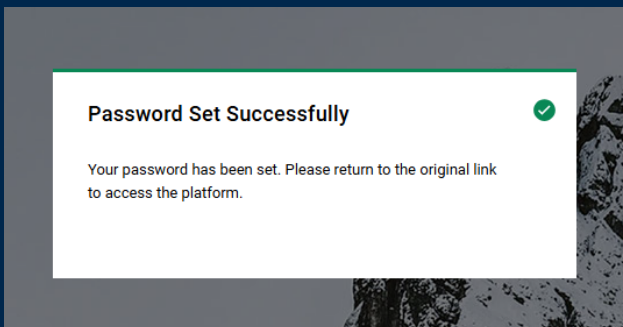 Password Set Successfully
Your password has been set. Please return to the original link
to access the platform.